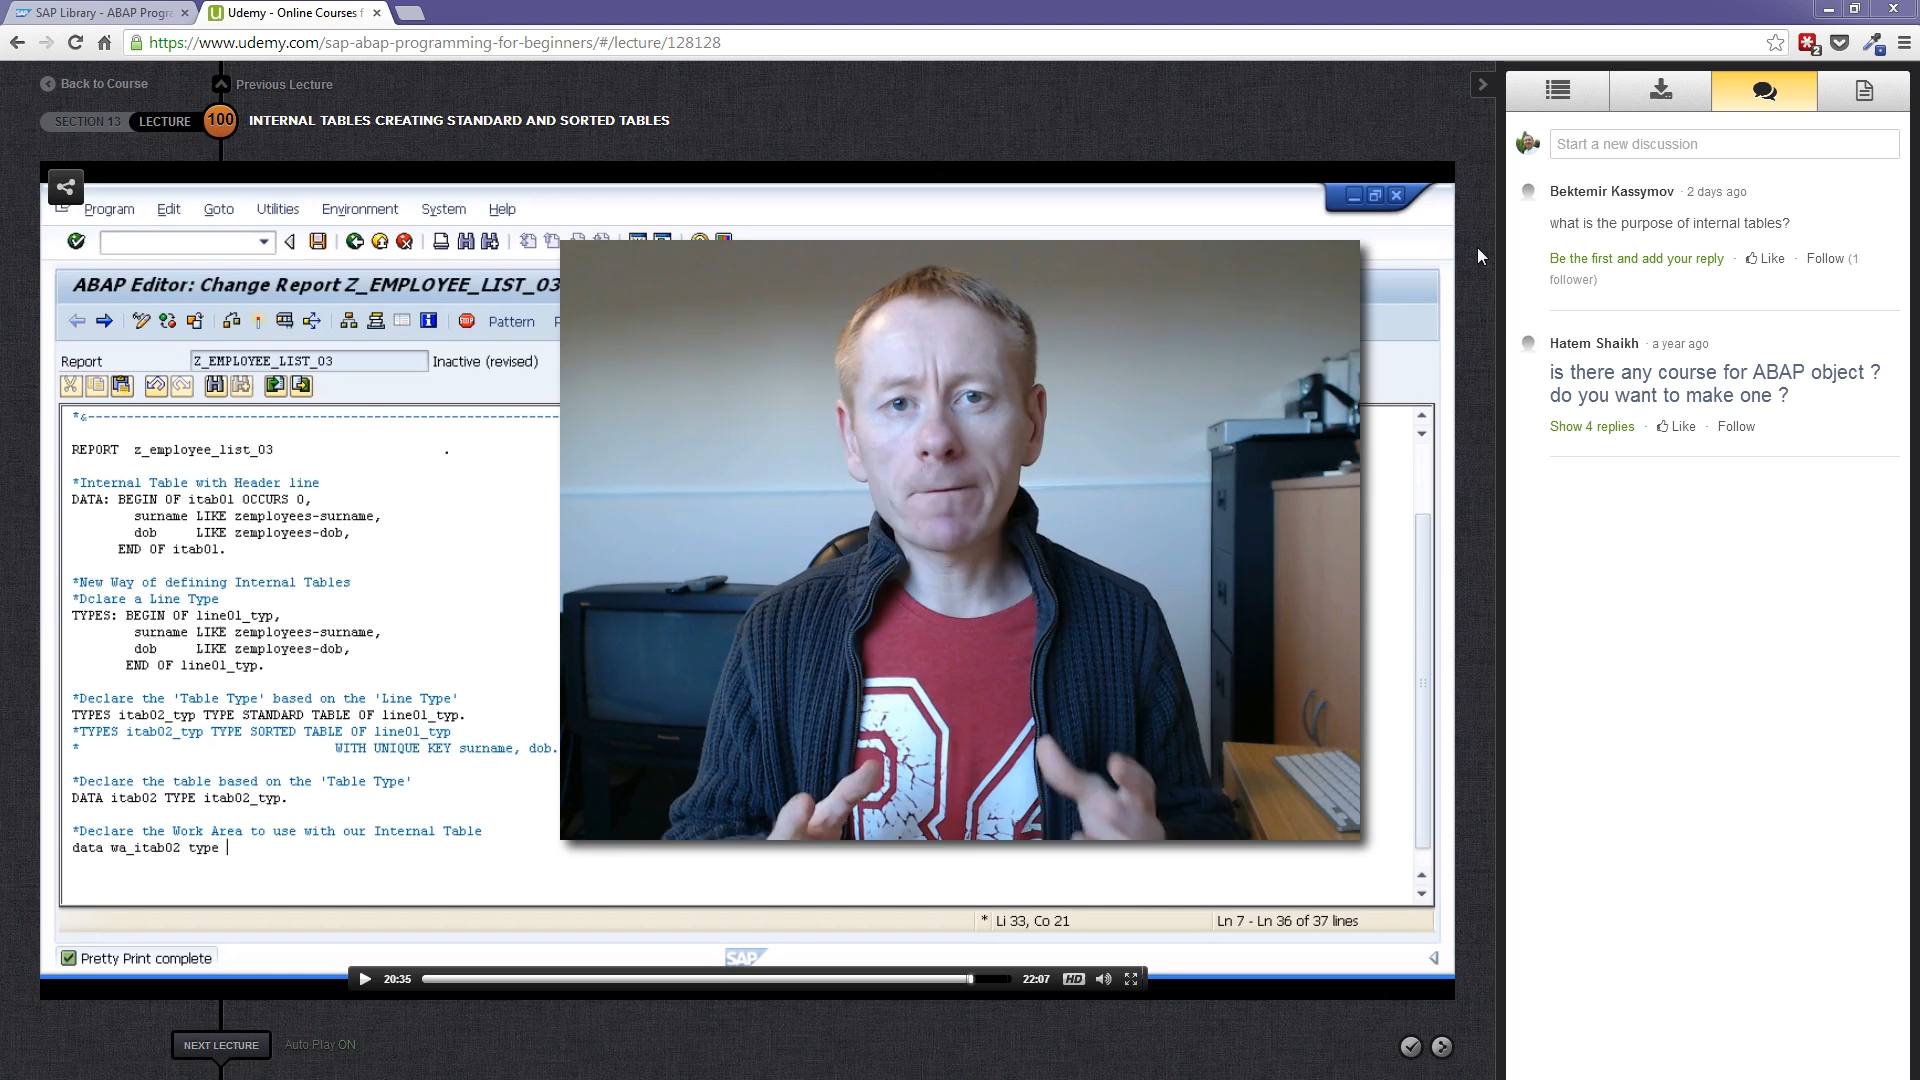 SAP Library - ABAP Progra
Udemy - Online Courses f
https://www.udemy.com/sap-abap-programming-for-beginners/#/lecture/128128
2
Back to Course
Previous Lecture
SECTION 13
LECTURE
100
INTERNAL TABLES CREATING STANDARD AND SORTED TABLES
Program Edit Goto Utilities Environment System Help
ABAP Editor: Change Report Z_EMPLOYEE_LIST_03
STOP
Pattern
Report
Z_EMPLOYEE_LIST_03
Inactive (revised)
*&---------------------------------------------------------------
REPORT z_employee_list_03 .
*Internal Table with Header line
DATA: BEGIN OF itab01 OCCURS 0,
surname LIKE zemployees-surname,
dob LIKE zemployees-dob,
END OF itab01.
*New Way of defining Internal Tables
*Dclare a Line Type
TYPES: BEGIN OF line01_typ,
surname LIKE zemployees-surname,
dob LIKE zemployees-dob,
END OF line01_typ.
*Declare the 'Table Type' based on the 'Line Type'
TYPES itab02_typ TYPE STANDARD TABLE OF line01_typ.
*TYPES itab02_typ TYPE SORTED TABLE OF line01_typ
* WITH UNIQUE KEY surname, dob.
*Declare the table based on the 'Table Type'
DATA itab02 TYPE itab02_typ.
*Declare the Work Area to use with our Internal Table
data wa_itab02 type
* Li 33, Co 21
Ln 7 - Ln 36 of 37 lines
Pretty Print complete
SAP
20:35
22:07
HD
NEXT LECTURE
Auto Play ON
Start a new discussion
Bektemir Kassymov · 2 days ago
what is the purpose of internal tables?
Be the first and add your reply · Like · Follow (1
follower)
Hatem Shaikh · a year ago
is there any course for ABAP object ?
do you want to make one ?
Show 4 replies · Like · Follow